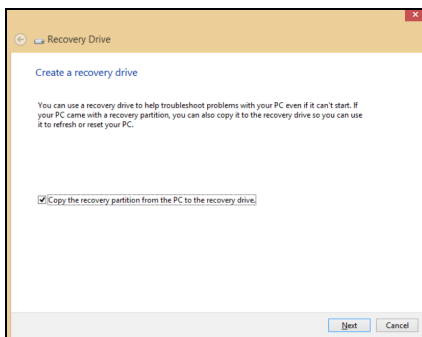 Recovery Drive
Create a recovery drive
You can use a recovery drive to help troubleshoot problems with your PC even if it can't start. If
your PC came with a recovery partition, you can also copy it to the recovery drive so you can use
it to refresh or reset your PC.
Copy the recovery partition from the PC to the recovery drive.
Next Cancel